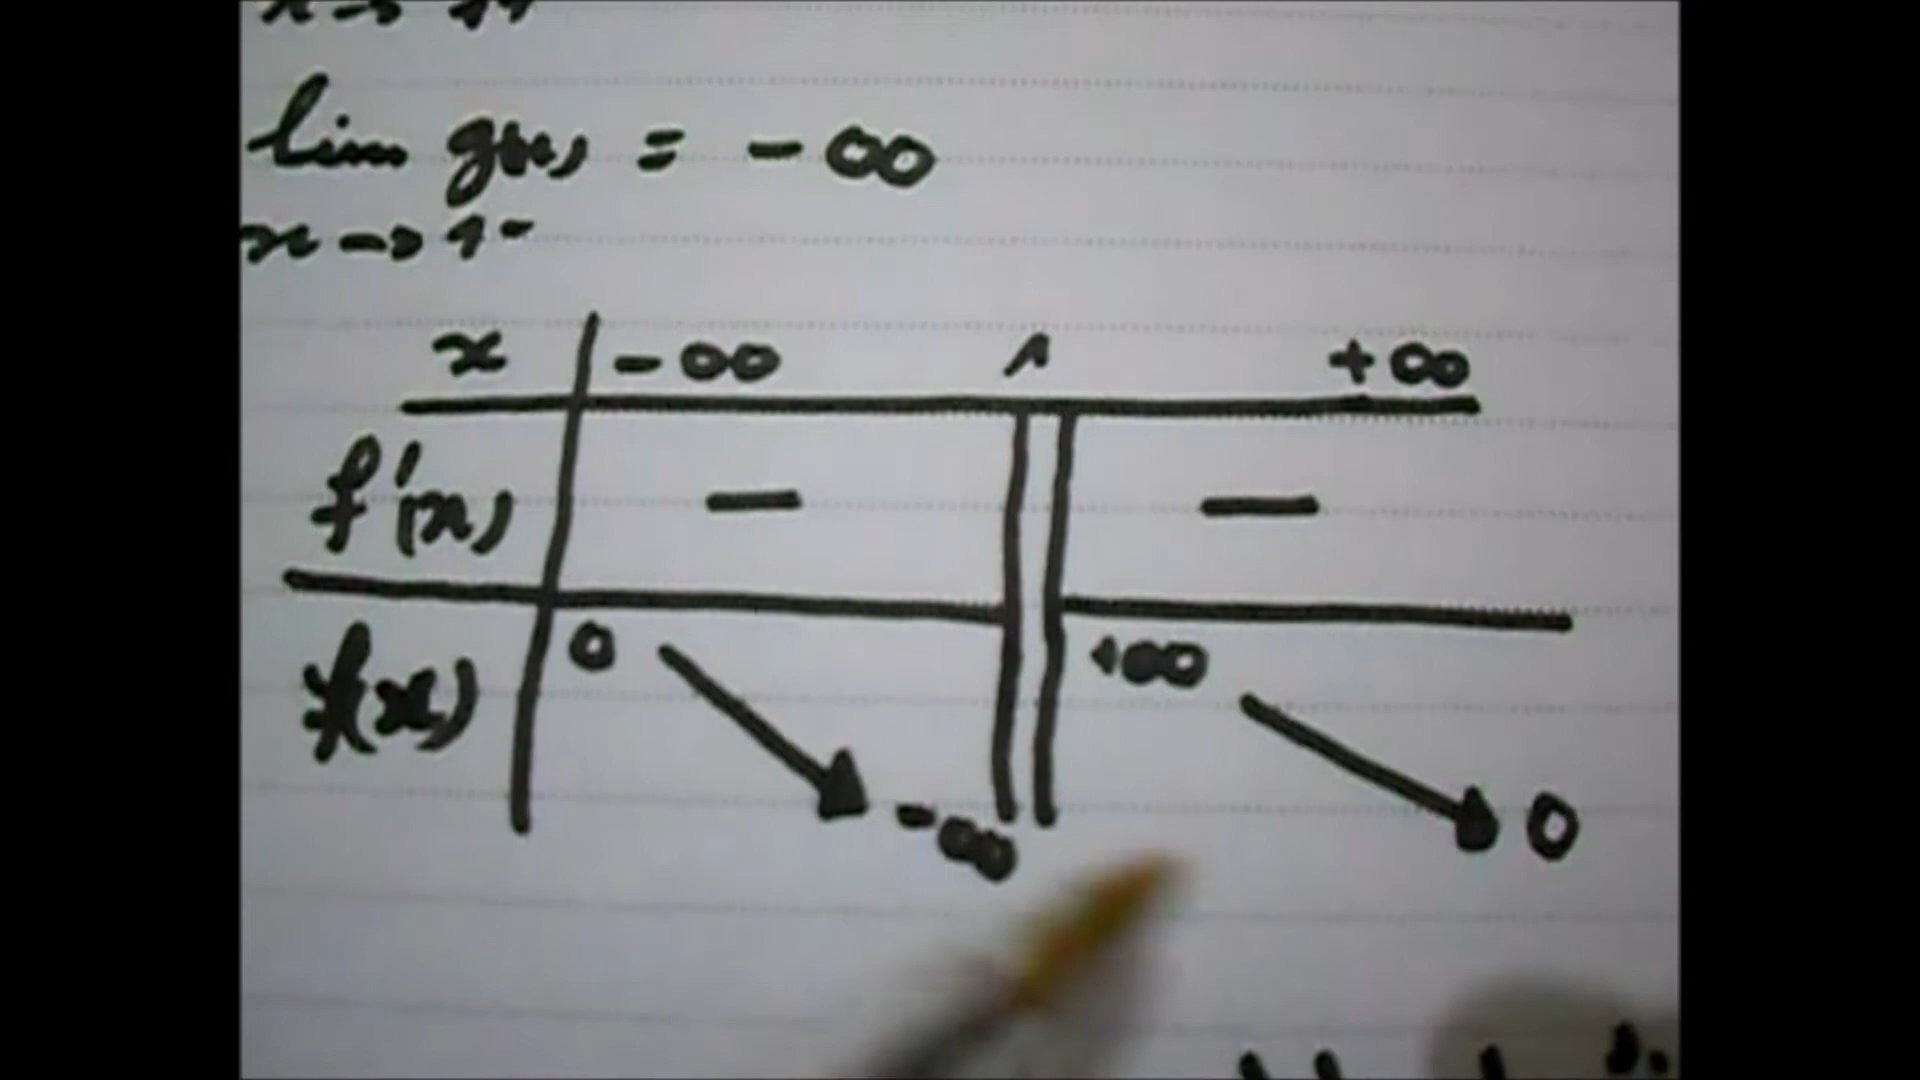 lim g(x) = -∞
x → 1⁻
x -∞ 1 +∞
f'(x) — —
f(x) 0 -∞ +∞ 0